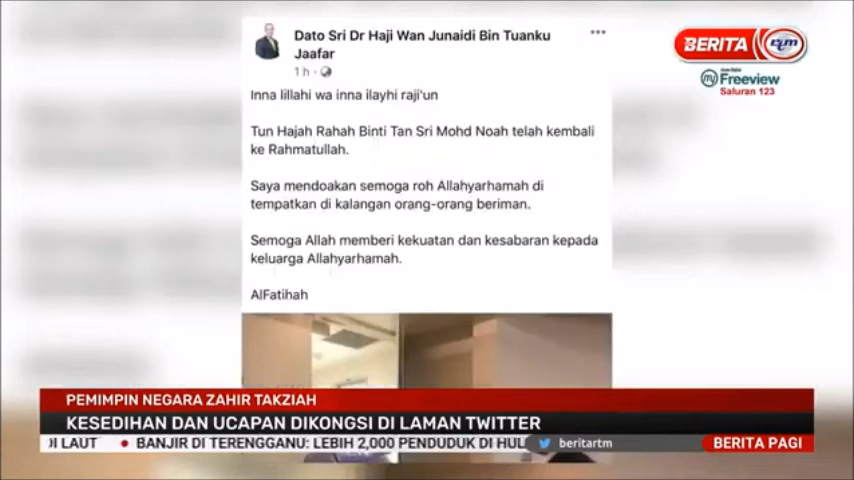 Dato Sri Dr Haji Wan Junaidi Bin Tuanku
Jaafar
1 h ·
Inna lillahi wa inna ilayhi raji'un
Tun Hajah Rahah Binti Tan Sri Mohd Noah telah kembali
ke Rahmatullah.
Saya mendoakan semoga roh Allahyarhamah di
tempatkan di kalangan orang-orang beriman.
Semoga Allah memberi kekuatan dan kesabaran kepada
keluarga Allahyarhamah.
AlFatihah
BERITA rtm
my Freeview
Saluran 123
PEMIMPIN NEGARA ZAHIR TAKZIAH
KESEDIHAN DAN UCAPAN DIKONGSI DI LAMAN TWITTER
DI LAUT • BANJIR DI TERENGGANU: LEBIH 2,000 PENDUDUK DI HUL
beritartm
BERITA PAGI